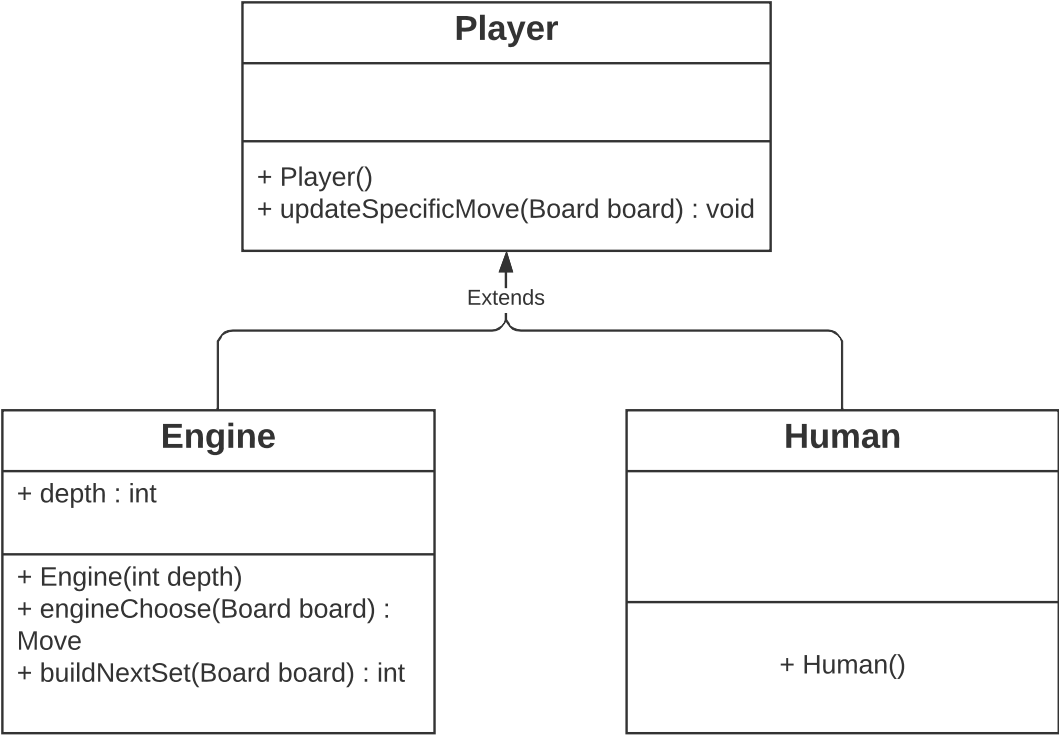 Player
+ Player()
+ updateSpecificMove(Board board) : void
Extends
Engine
+ depth : int
+ Engine(int depth)
+ engineChoose(Board board) :
Move
+ buildNextSet(Board board) : int
Human
+ Human()